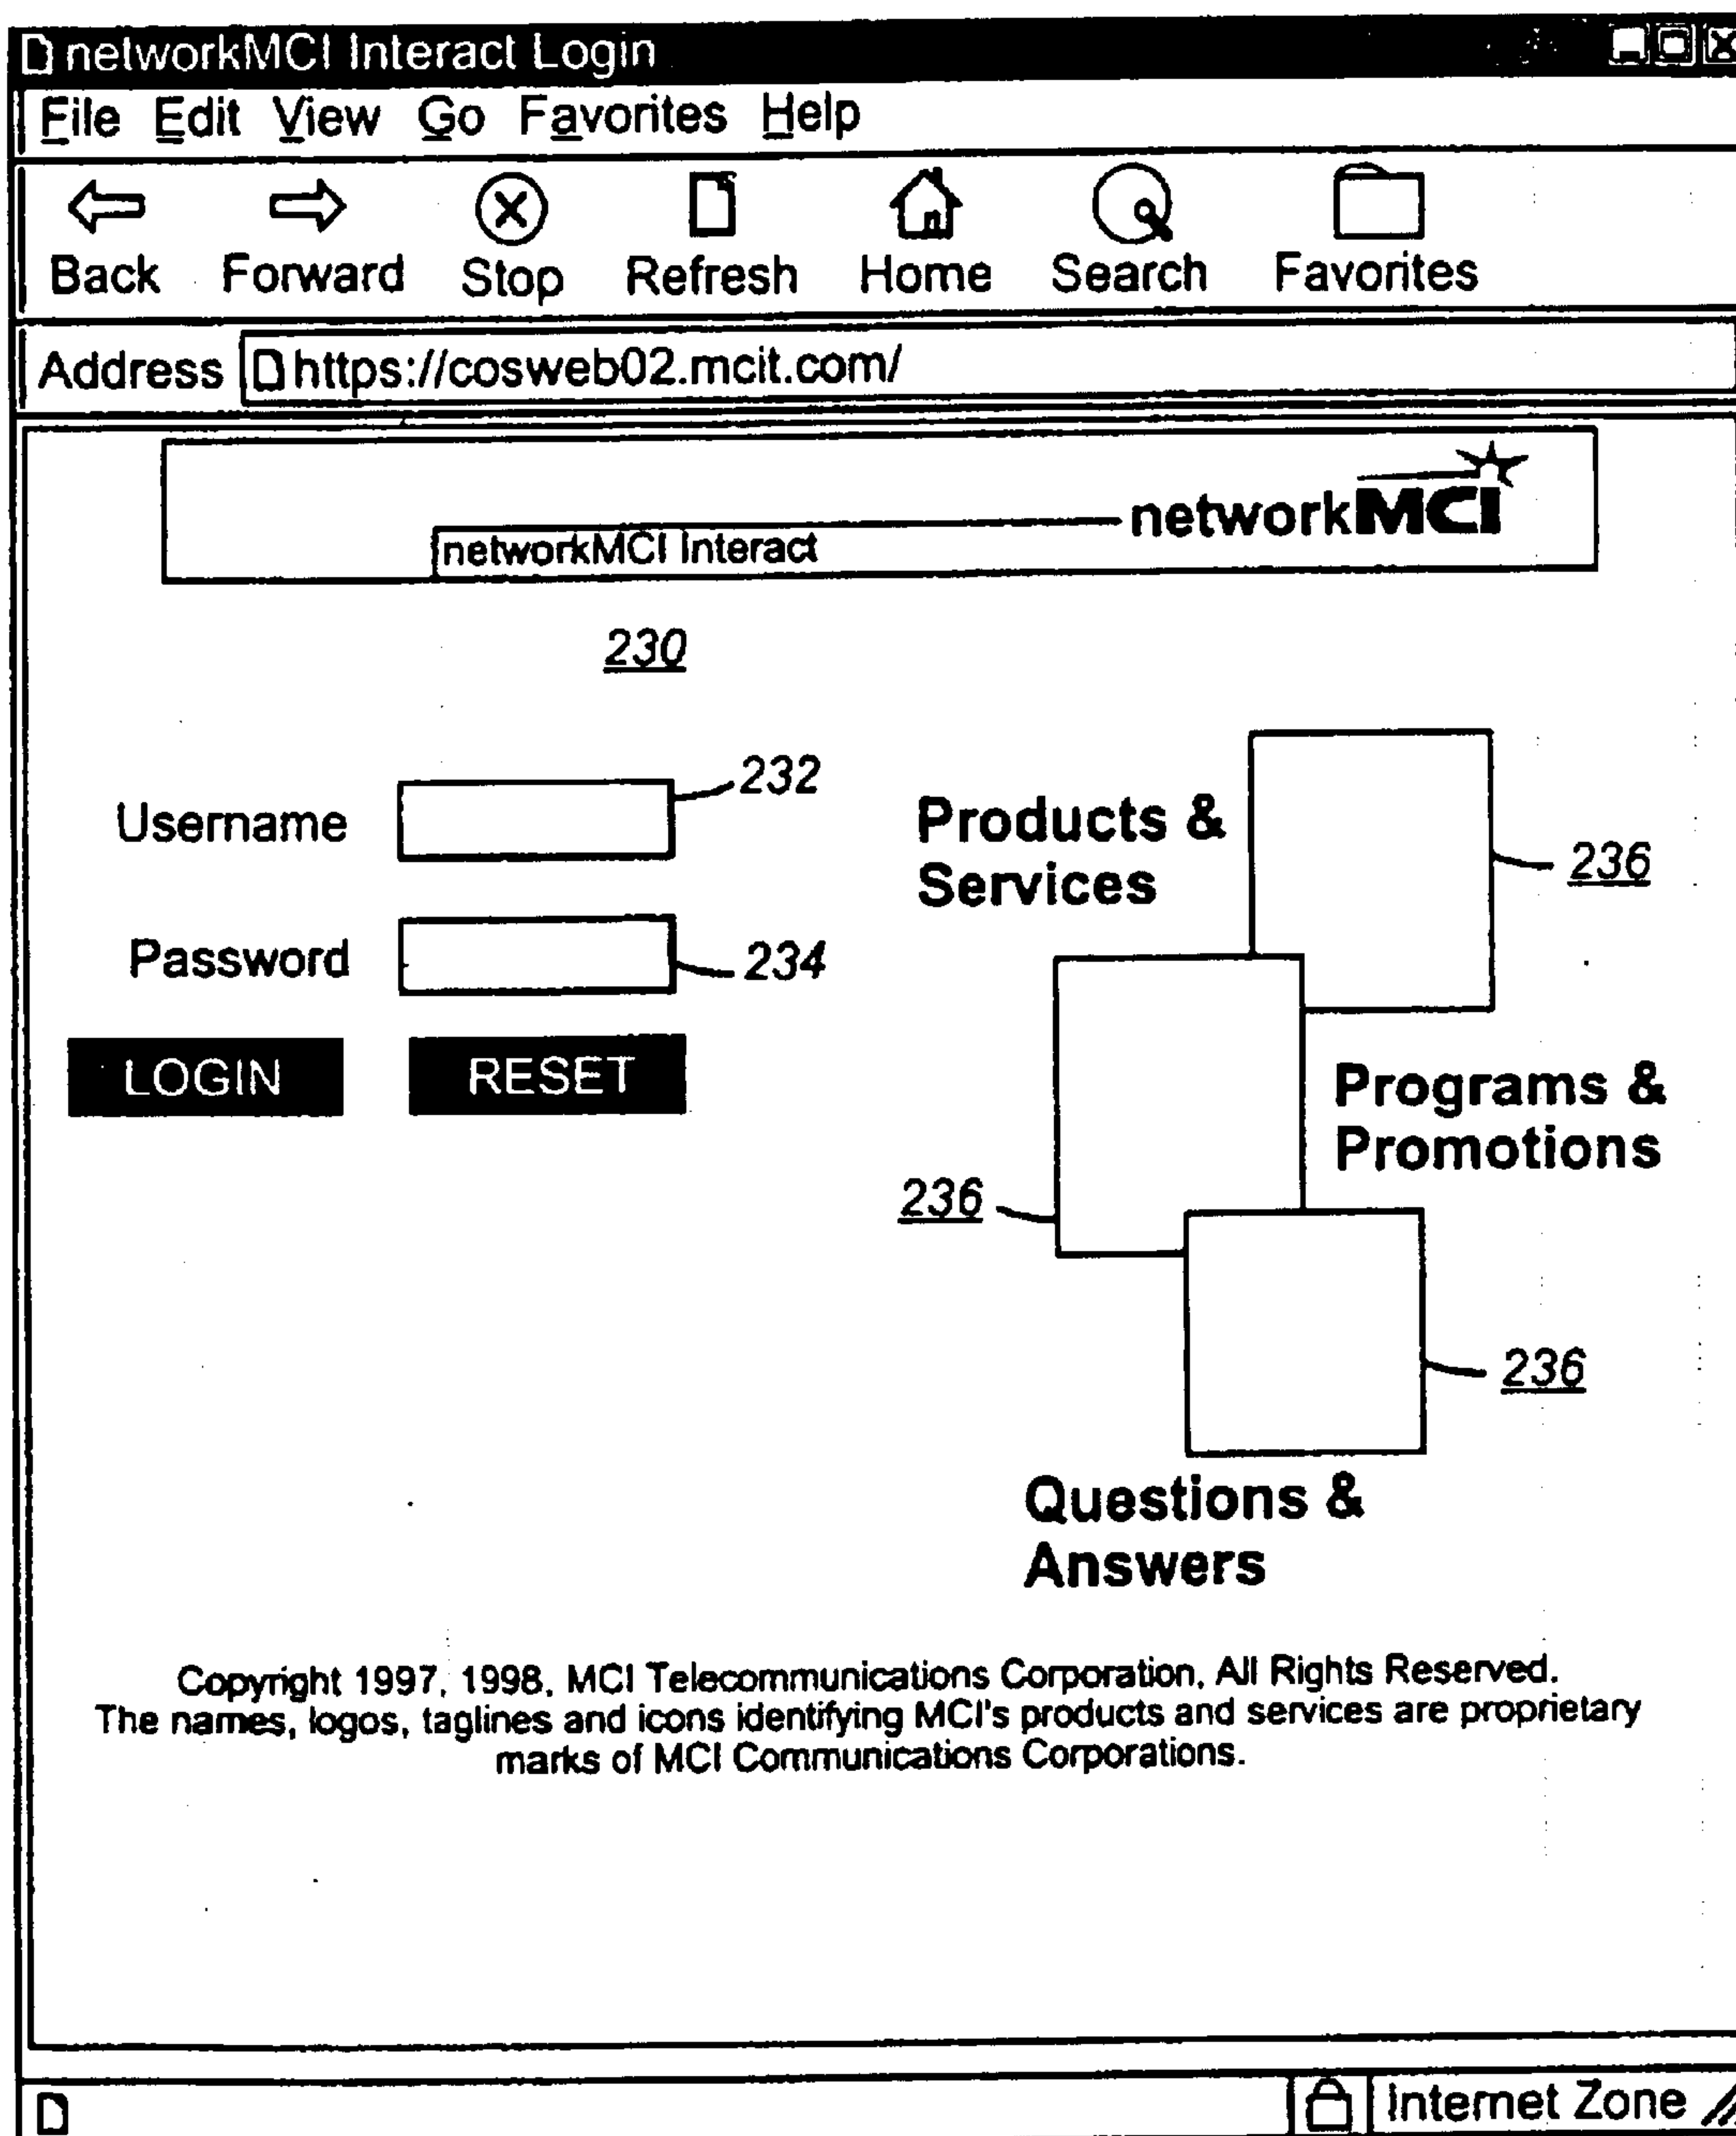 networkMCI Interact Login
File Edit View Go Favorites Help
Back Forward Stop Refresh Home Search Favorites
Address https://cosweb02.mcit.com/
networkMCI
networkMCI Interact
230
Username
232
Password
234
LOGIN RESET
Products &
Services
236
Programs &
Promotions
236
236
Questions &
Answers
Copyright 1997, 1998, MCI Telecommunications Corporation, All Rights Reserved.
The names, logos, taglines and icons identifying MCI's products and services are proprietary
marks of MCI Communications Corporations.
Internet Zone